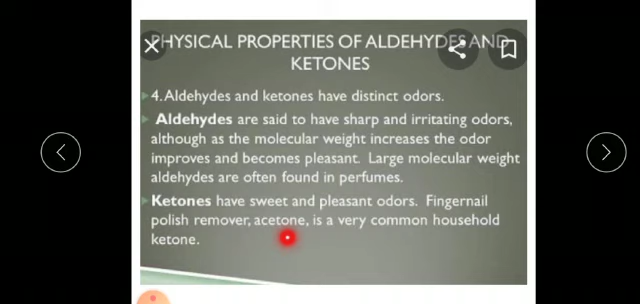 PHYSICAL PROPERTIES OF ALDEHYDES AND
KETONES
4. Aldehydes and ketones have distinct odors.
Aldehydes are said to have sharp and irritating odors,
although as the molecular weight increases the odor
improves and becomes pleasant. Large molecular weight
aldehydes are often found in perfumes.
Ketones have sweet and pleasant odors. Fingernail
polish remover, acetone, is a very common household
ketone.